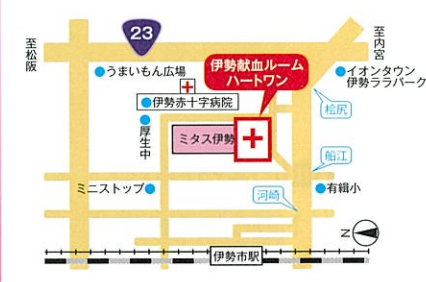 23
至松阪
至内宮
うまいもん広場
伊勢献血ルーム
ハートワン
イオンタウン
伊勢ララパーク
伊勢赤十字病院
桧尻
厚生中
ミタス伊勢
船江
ミニストップ
有緝小
河崎
N
伊勢市駅